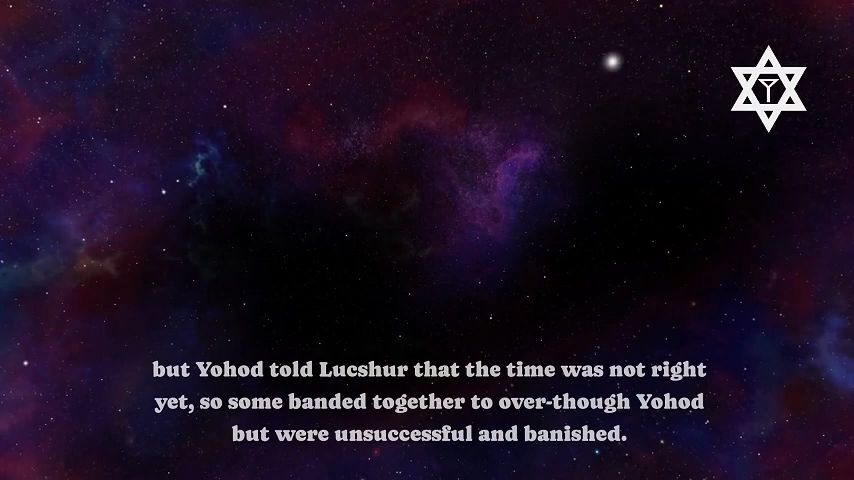 but Yohod told Lucshur that the time was not right
yet, so some banded together to over-though Yohod
but were unsuccessful and banished.